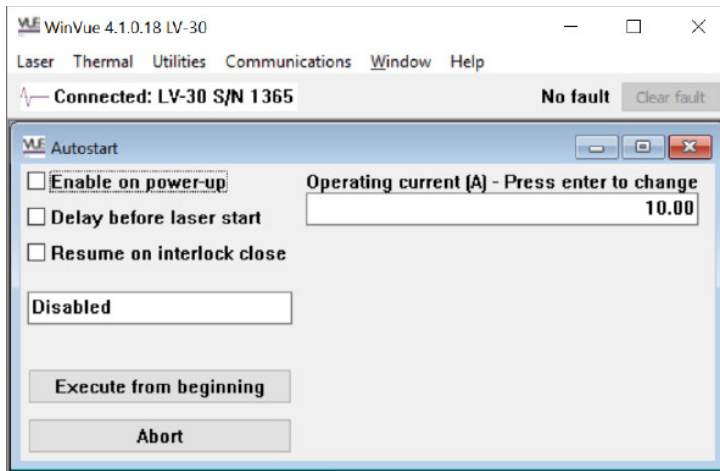 VUE WinVue 4.1.0.18 LV-30
Laser Thermal Utilities Communications Window Help
Connected: LV-30 S/N 1365 No fault Clear fault
VUE Autostart
Enable on power-up
Delay before laser start
Resume on interlock close
Operating current (A) - Press enter to change
10.00
Disabled
Execute from beginning
Abort